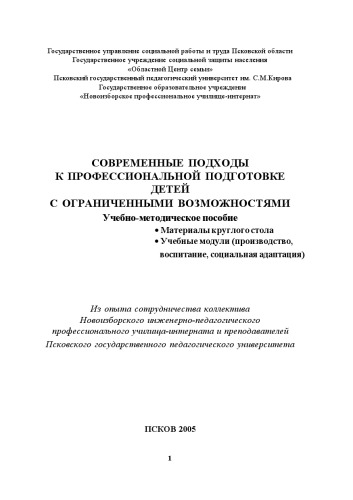 Государственное управление социальной работы и труда Псковской области
Государственное учреждение социальной защиты населения
«Областной Центр семьи»
Псковский государственный педагогический университет им. С.М.Кирова
Государственное образовательное учреждение
«Новоизборское профессиональное училище-интернат»
СОВРЕМЕННЫЕ ПОДХОДЫ
К ПРОФЕССИОНАЛЬНОЙ ПОДГОТОВКЕ
ДЕТЕЙ
С ОГРАНИЧЕННЫМИ ВОЗМОЖНОСТЯМИ
Учебно-методическое пособие
• Материалы круглого стола
• Учебные модули (производство,
воспитание, социальная адаптация)
Из опыта сотрудничества коллектива
Новоизборского инженерно-педагогического
профессионального училища-интерната и преподавателей
Псковского государственного педагогического университета
ПСКОВ 2005
1